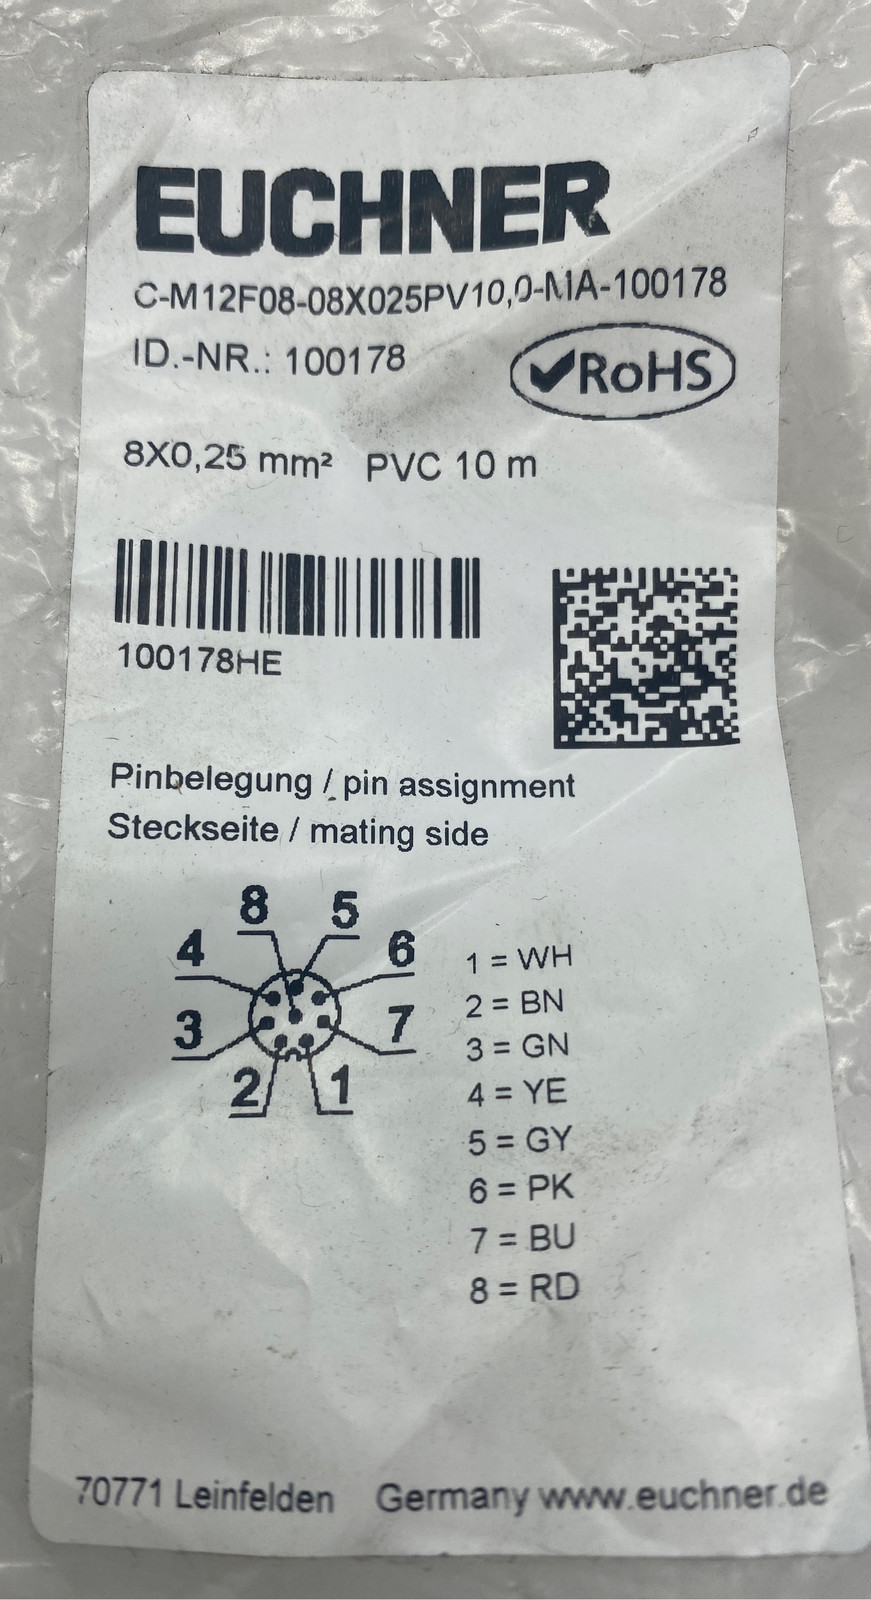 EUCHNER
C-M12F08-08X025PV10,0-MA-100178
ID.-NR.: 100178
✔RoHS
8X0,25 mm² PVC 10 m
100178HE
Pinbelegung / pin assignment
Steckseite / mating side
8 5
4 6
3 7
2 1
1 = WH
2 = BN
3 = GN
4 = YE
5 = GY
6 = PK
7 = BU
8 = RD
70771 Leinfelden Germany www.euchner.de